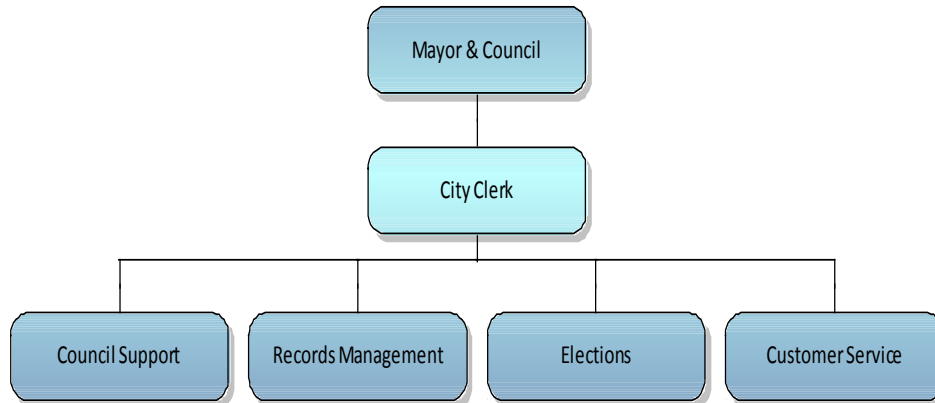 Mayor & Council
City Clerk
Council Support
Records Management
Elections
Customer Service